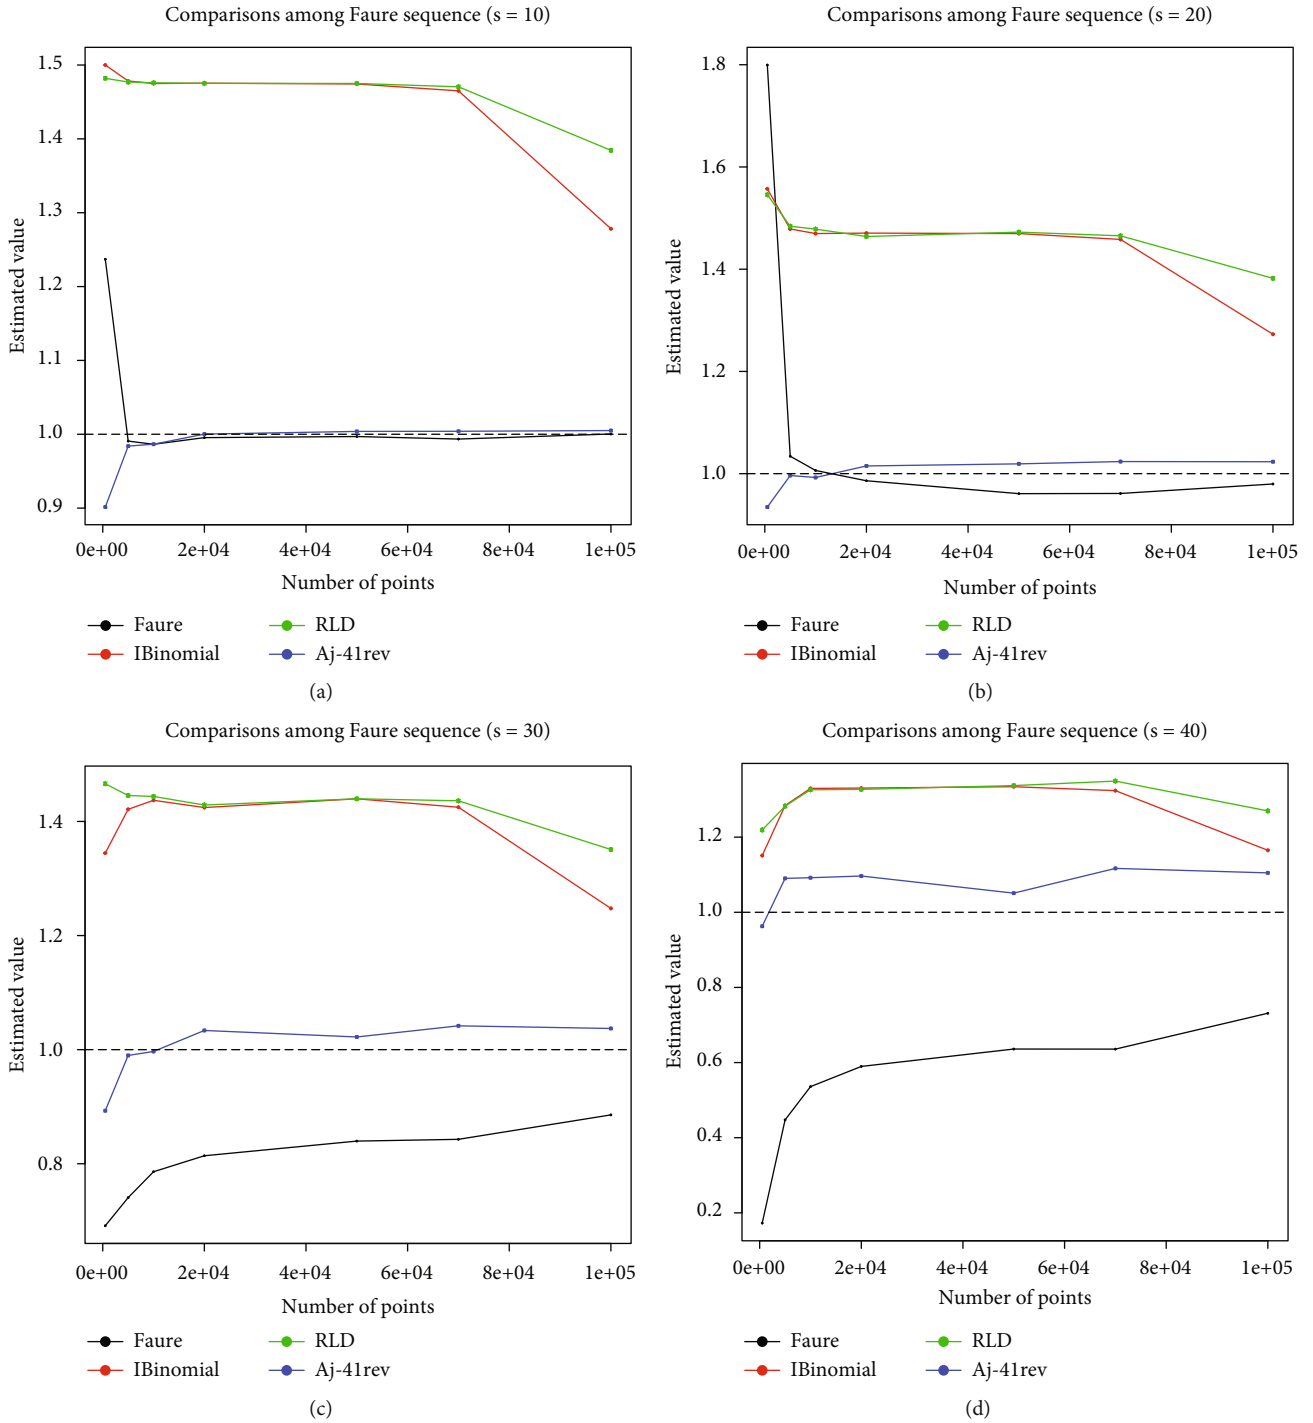 Comparisons among Faure sequence (s = 10)
Estimated value
1.5
1.4
1.3
1.2
1.1
1.0
0.9
0e+00 2e+04 4e+04 6e+04 8e+04 1e+05
Number of points
Faure RLD
IBinomial Aj-41rev
(a)
Comparisons among Faure sequence (s = 20)
Estimated value
1.8
1.6
1.4
1.2
1.0
0e+00 2e+04 4e+04 6e+04 8e+04 1e+05
Number of points
Faure RLD
IBinomial Aj-41rev
(b)
Comparisons among Faure sequence (s = 30)
Estimated value
1.4
1.2
1.0
0.8
0e+00 2e+04 4e+04 6e+04 8e+04 1e+05
Number of points
Faure RLD
IBinomial Aj-41rev
(c)
Comparisons among Faure sequence (s = 40)
Estimated value
1.2
1.0
0.8
0.6
0.4
0.2
0e+00 2e+04 4e+04 6e+04 8e+04 1e+05
Number of points
Faure RLD
IBinomial Aj-41rev
(d)